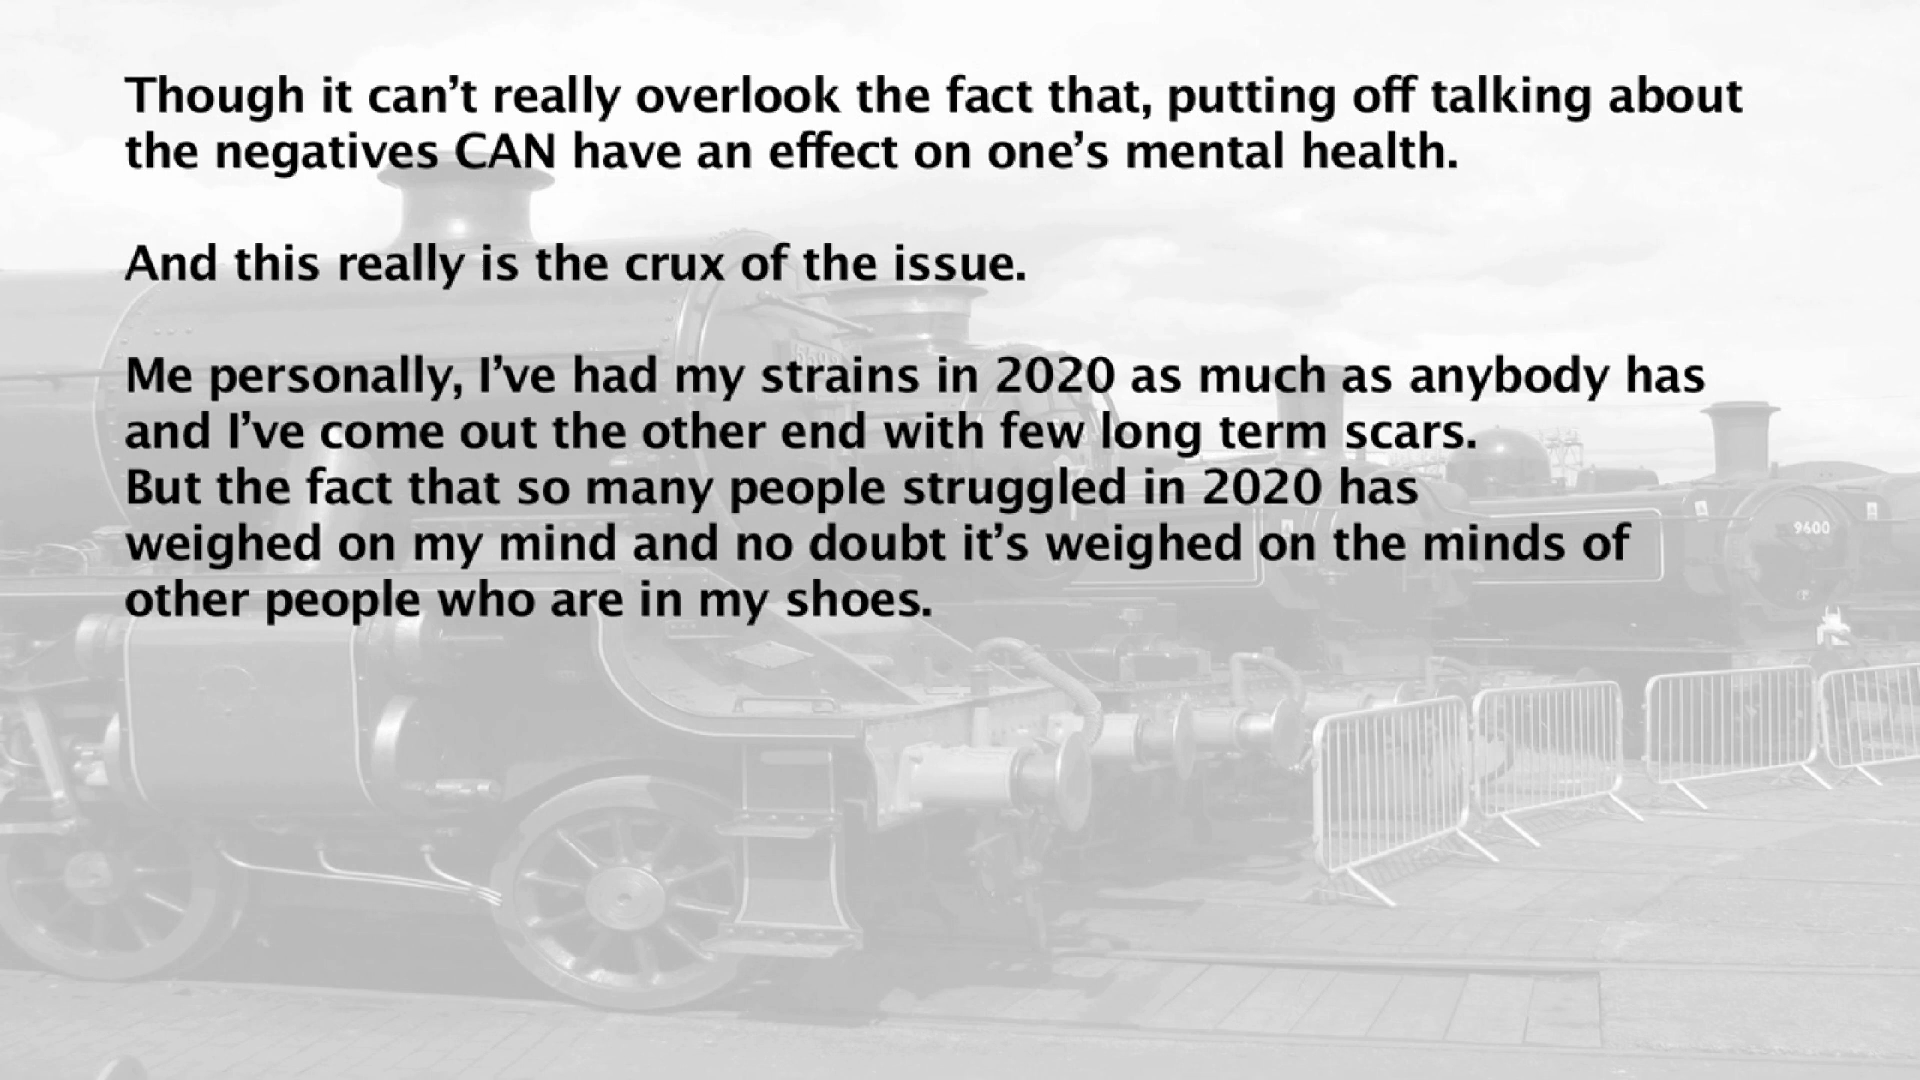 Though it can’t really overlook the fact that, putting off talking about
the negatives CAN have an effect on one’s mental health.
And this really is the crux of the issue.
Me personally, I’ve had my strains in 2020 as much as anybody has
and I’ve come out the other end with few long term scars.
But the fact that so many people struggled in 2020 has
weighed on my mind and no doubt it’s weighed on the minds of
other people who are in my shoes.
9600